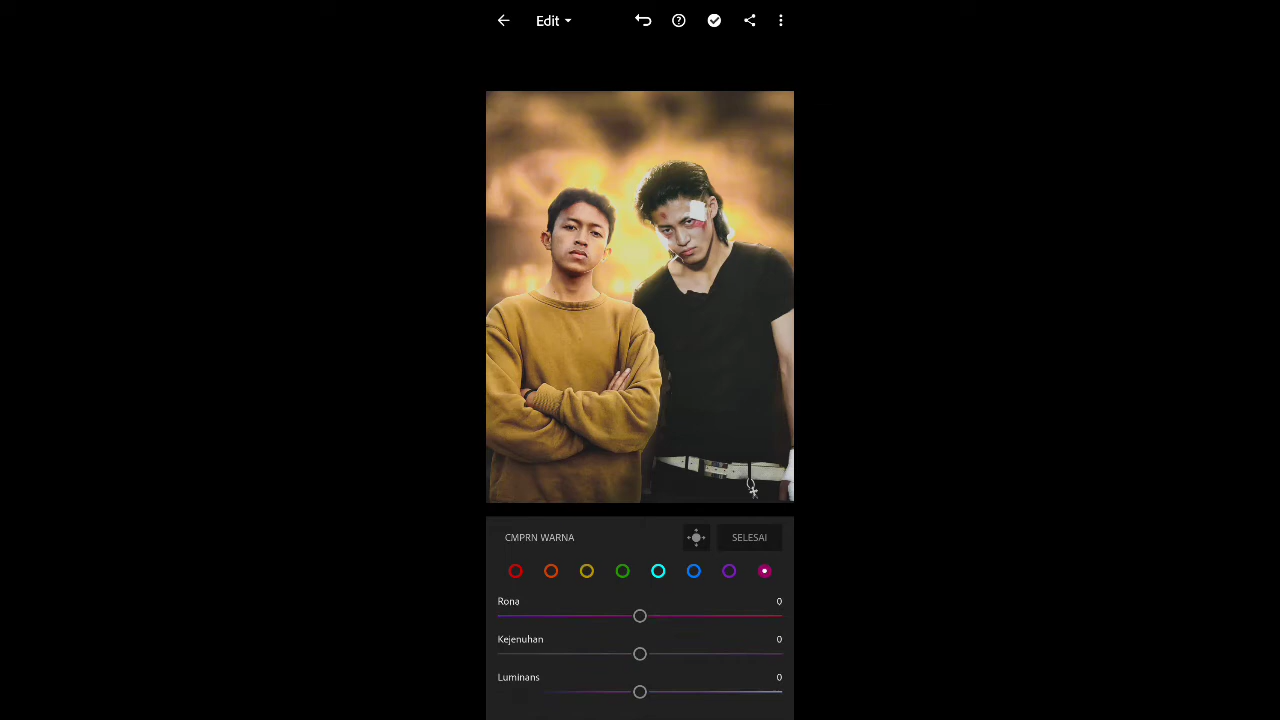 Edit
CMPRN WARNA SELESAI
Rona 0
Kejenuhan 0
Luminans 0